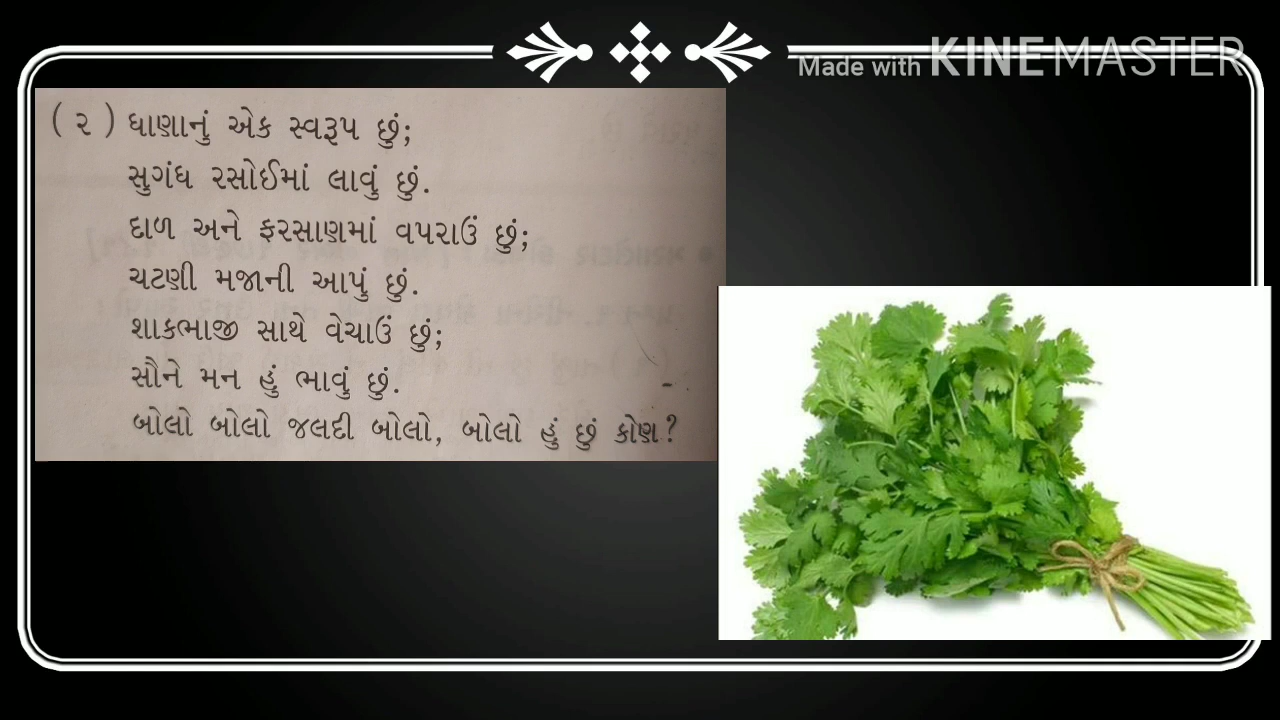 Made with KINEMASTER
( ૨ ) ધાણાનું એક સ્વરૂપ છું;
સુગંધ રસોઈમાં લાવું છું.
દાળ અને ફરસાણમાં વપરાઉં છું;
ચટણી મજાની આપું છું.
શાકભાજી સાથે વેચાઉં છું;
સૌને મન હું ભાવું છું.
બોલો બોલો જલદી બોલો, બોલો હું છું કોણ?